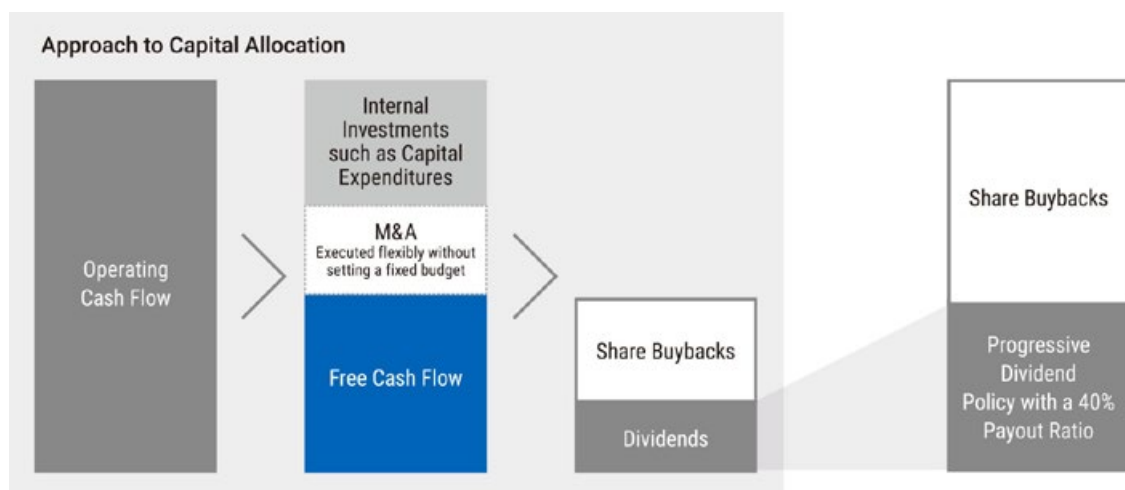 Approach to Capital Allocation
Operating
Cash Flow
Internal
Investments
such as Capital
Expenditures
M&A
Executed flexibly without
setting a fixed budget
Free Cash Flow
Share Buybacks
Dividends
Share Buybacks
Progressive
Dividend
Policy with a 40%
Payout Ratio